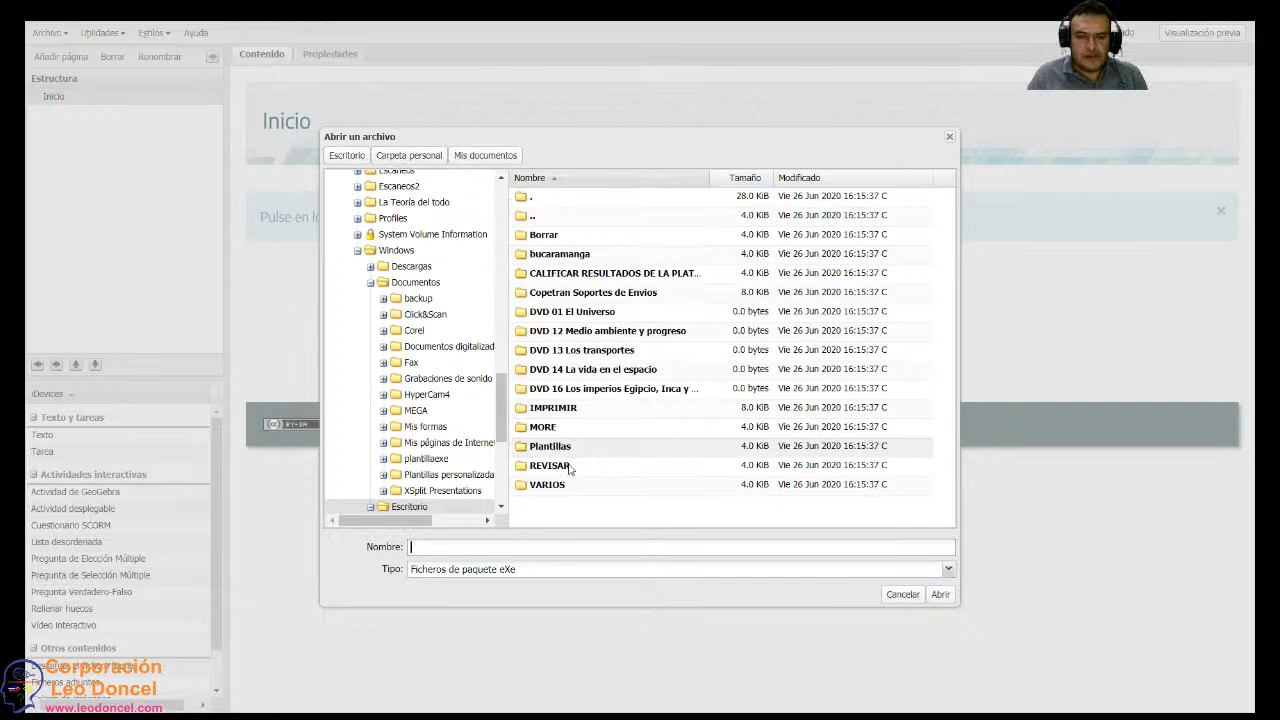 Archivo Utilidades Estilos Ayuda
Visualización previa
Añadir página Borrar Renombrar
Contenido Propiedades
Estructura
Inicio
Inicio
Pulse en lo
Abrir un archivo
Escritorio Carpeta personal Mis documentos
Escaneos
Escaneos2
La Teoría del todo
Profiles
System Volume Information
Windows
Descargas
Documentos
backup
Click&Scan
Corel
Documentos digitalizad
Fax
Grabaciones de sonido
HyperCam4
MEGA
Mis formas
Mis páginas de Internet
plantillaexe
Plantillas personalizada
XSplit Presentations
Escritorio
Nombre Tamaño Modificado
. 28.0 KiB Vie 26 Jun 2020 16:15:37 C
.. 4.0 KiB Vie 26 Jun 2020 16:15:37 C
Borrar 4.0 KiB Vie 26 Jun 2020 16:15:37 C
bucaramanga 4.0 KiB Vie 26 Jun 2020 16:15:37 C
CALIFICAR RESULTADOS DE LA PLAT... 4.0 KiB Vie 26 Jun 2020 16:15:37 C
Copetran Soportes de Envios 8.0 KiB Vie 26 Jun 2020 16:15:37 C
DVD 01 El Universo 0.0 bytes Vie 26 Jun 2020 16:15:37 C
DVD 12 Medio ambiente y progreso 0.0 bytes Vie 26 Jun 2020 16:15:37 C
DVD 13 Los transportes 0.0 bytes Vie 26 Jun 2020 16:15:37 C
DVD 14 La vida en el espacio 0.0 bytes Vie 26 Jun 2020 16:15:37 C
DVD 16 Los imperios Egipcio, Inca y ... 0.0 bytes Vie 26 Jun 2020 16:15:37 C
IMPRIMIR 8.0 KiB Vie 26 Jun 2020 16:15:37 C
MORE 4.0 KiB Vie 26 Jun 2020 16:15:37 C
Plantillas 4.0 KiB Vie 26 Jun 2020 16:15:37 C
REVISAR 4.0 KiB Vie 26 Jun 2020 16:15:37 C
VARIOS 4.0 KiB Vie 26 Jun 2020 16:15:37 C
Nombre:
Tipo: Ficheros de paquete eXe
Cancelar Abrir
(cc) BY-SA
iDevices
Texto y tareas
Texto
Tarea
Actividades interactivas
Actividad de GeoGebra
Actividad desplegable
Cuestionario SCORM
Lista desordenada
Pregunta de Elección Múltiple
Pregunta de Selección Múltiple
Pregunta Verdadero-Falso
Rellenar huecos
Vídeo interactivo
Otros contenidos
Ficheros adjuntos
Corporación
Leo Doncel
www.leodoncel.com